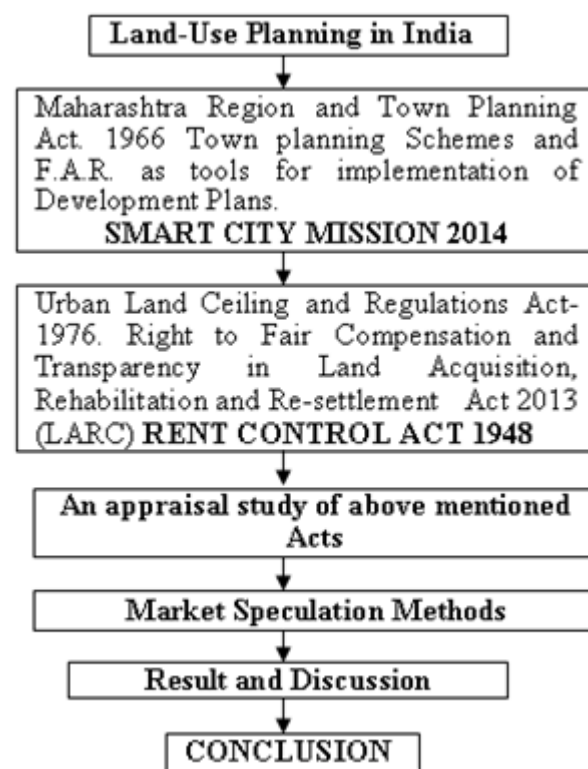 Land-Use Planning in India
Maharashtra Region and Town Planning
Act. 1966 Town planning Schemes and
F.A.R. as tools for implementation of
Development Plans.
SMART CITY MISSION 2014
Urban Land Ceiling and Regulations Act-
1976. Right to Fair Compensation and
Transparency in Land Acquisition,
Rehabilitation and Re-settlement Act 2013
(LARC) RENT CONTROL ACT 1948
An appraisal study of above mentioned
Acts
Market Speculation Methods
Result and Discussion
CONCLUSION